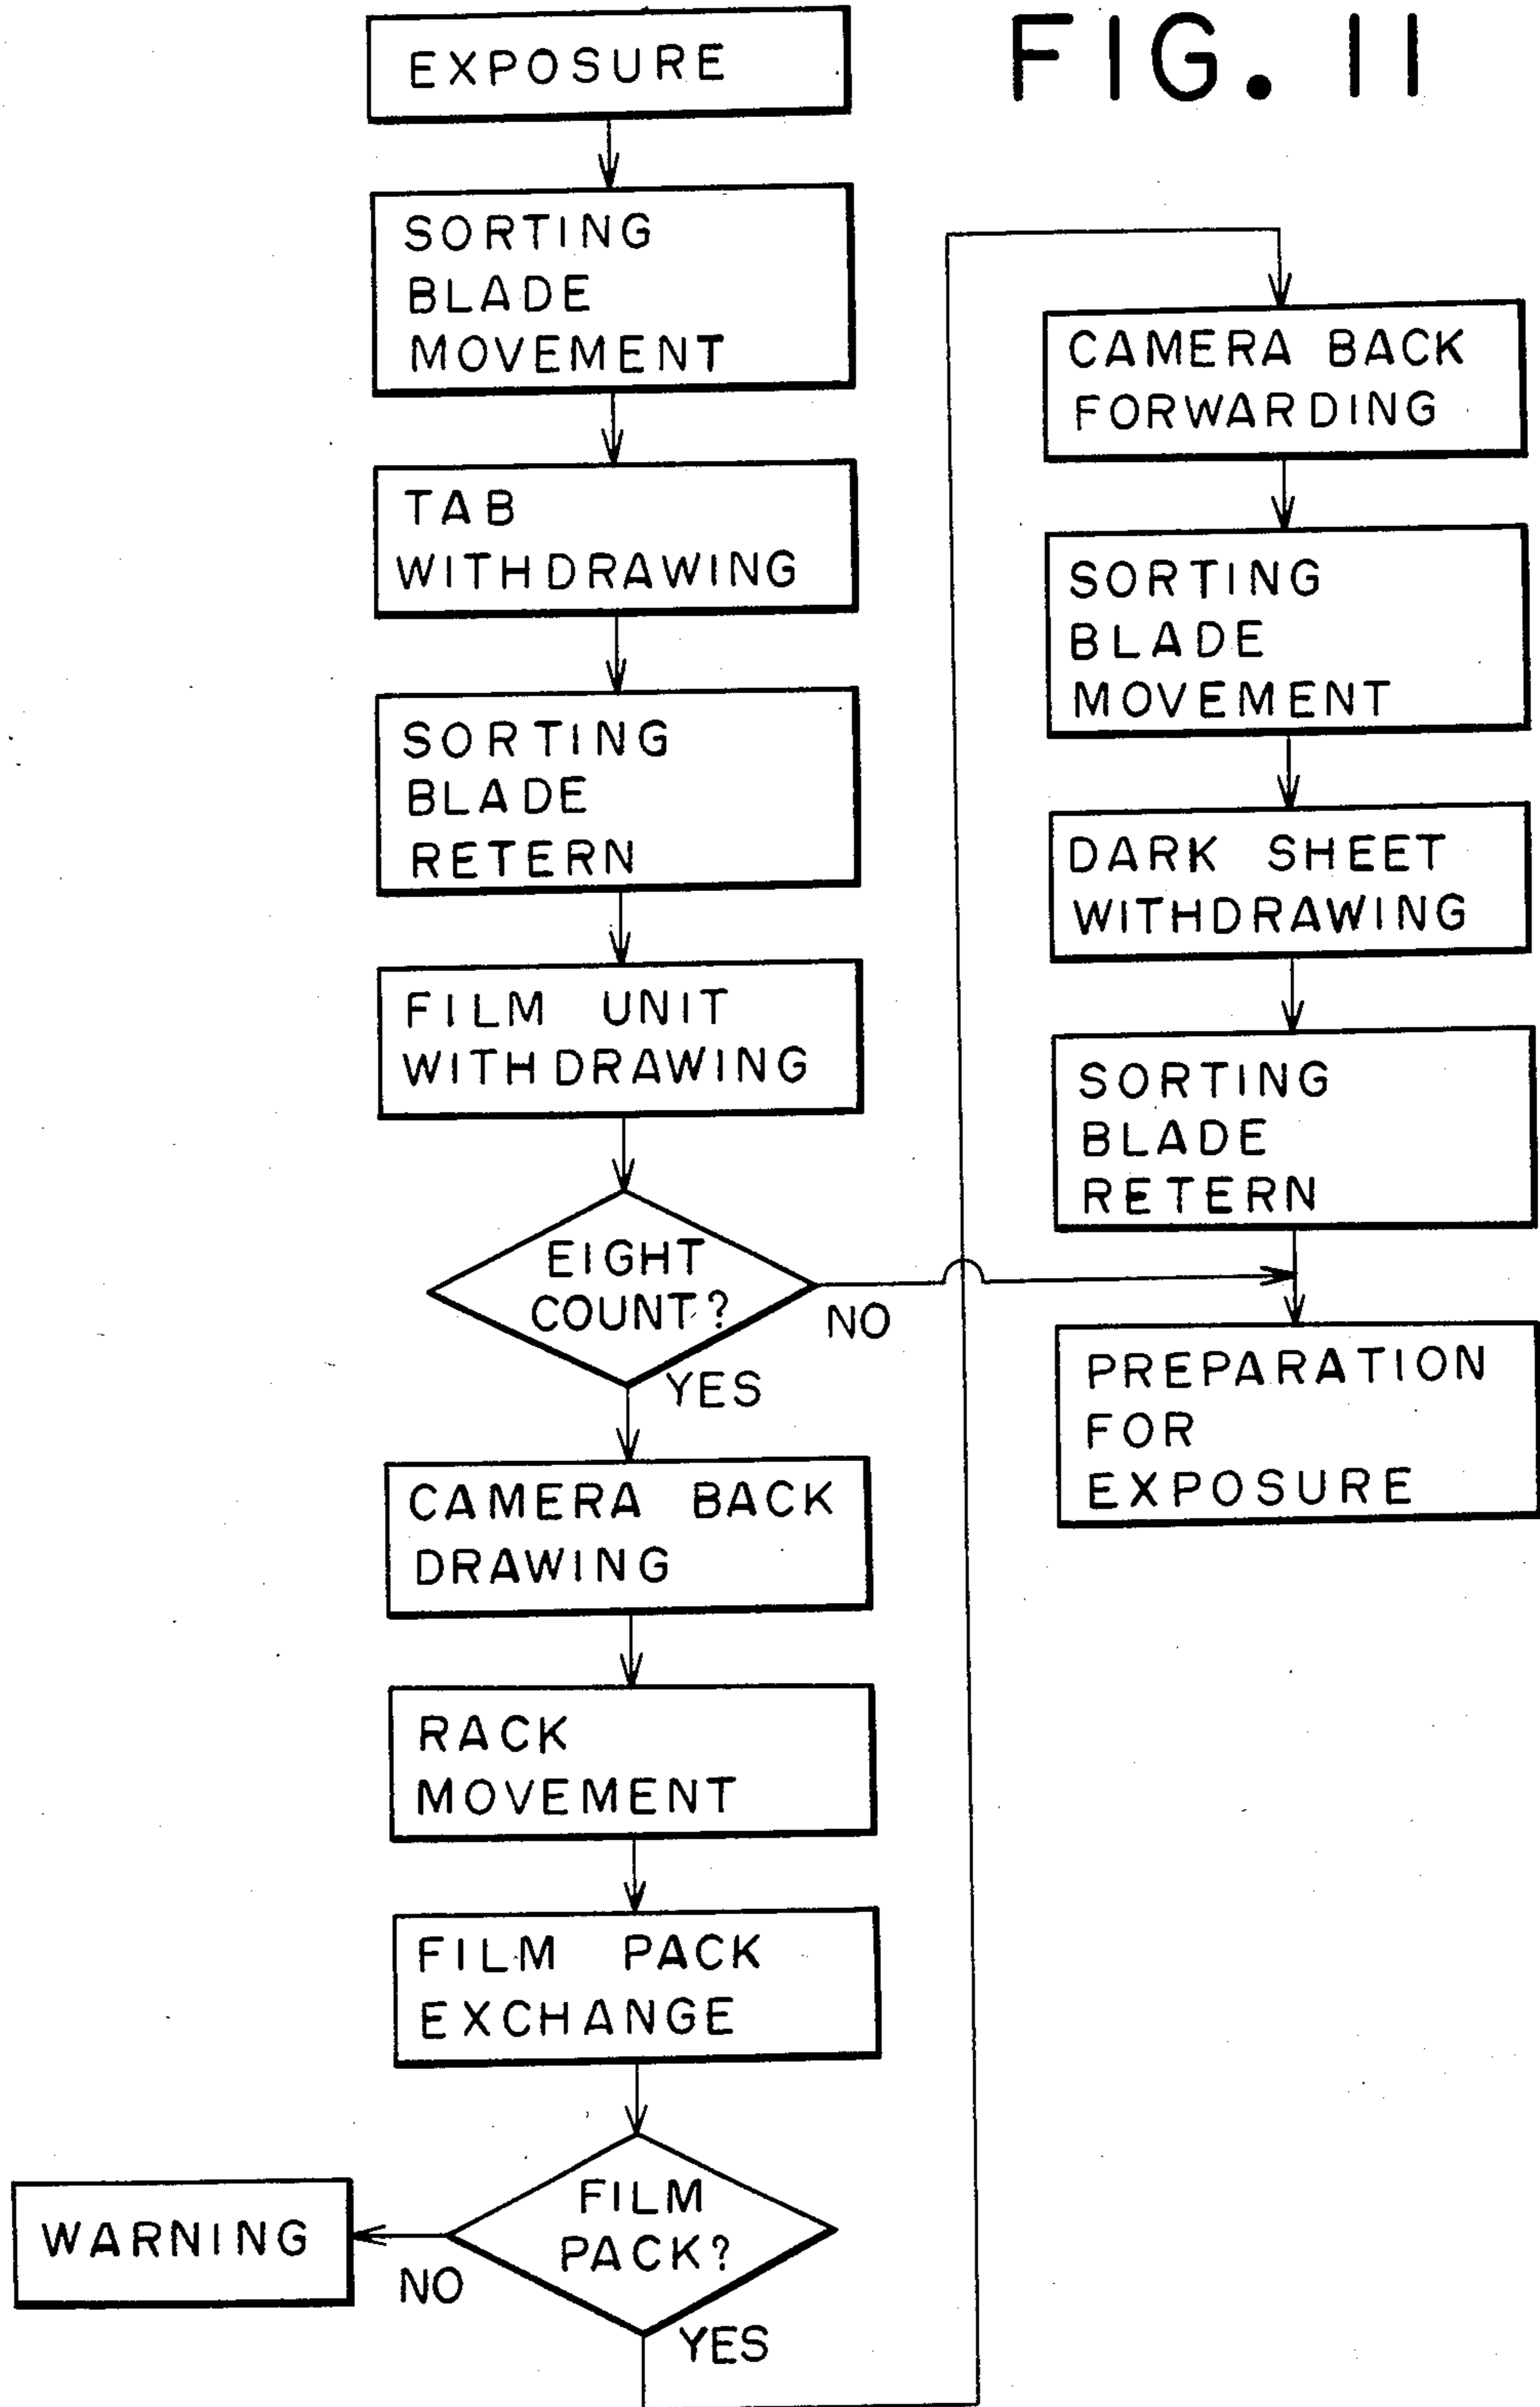 FIG. 11
EXPOSURE
SORTING
BLADE
MOVEMENT
TAB
WITHDRAWING
SORTING
BLADE
RETERN
FILM UNIT
WITHDRAWING
EIGHT
COUNT?
NO
YES
CAMERA BACK
DRAWING
RACK
MOVEMENT
FILM PACK
EXCHANGE
FILM
PACK?
NO
WARNING
YES
CAMERA BACK
FORWARDING
SORTING
BLADE
MOVEMENT
DARK SHEET
WITHDRAWING
SORTING
BLADE
RETERN
PREPARATION
FOR
EXPOSURE